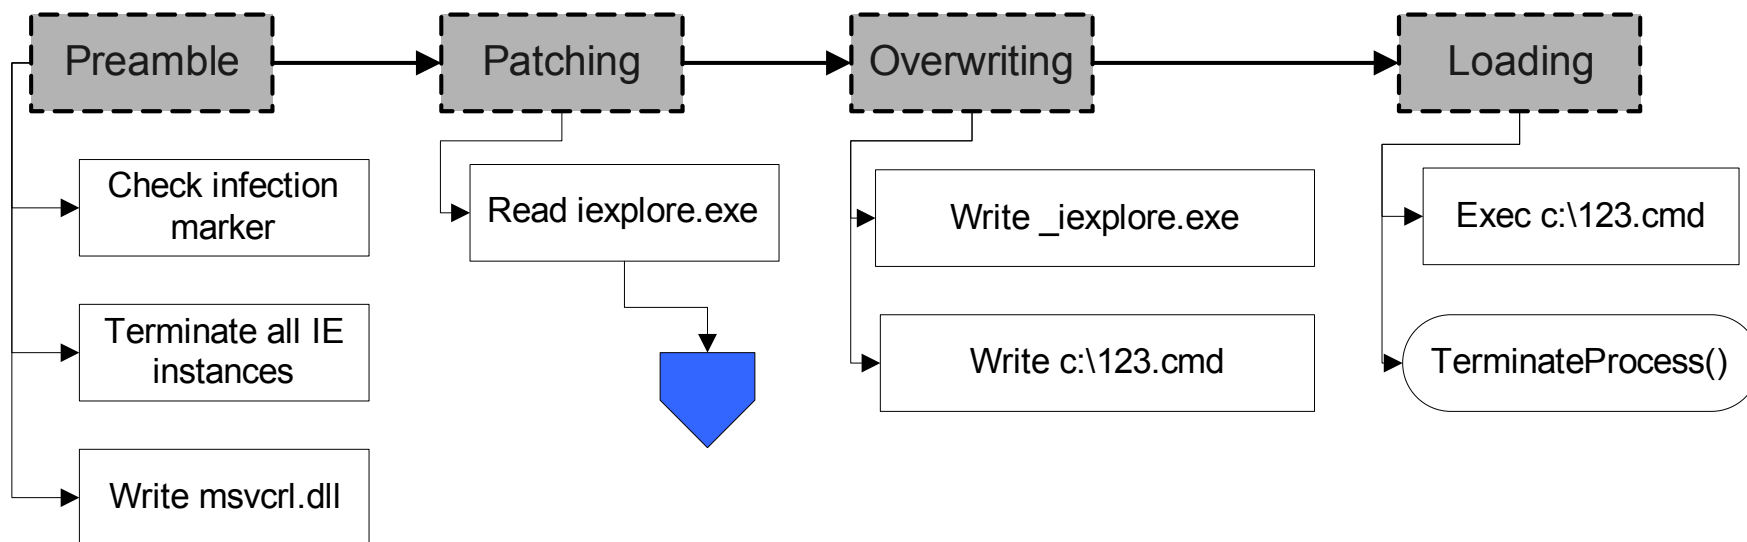 Preamble
Patching
Overwriting
Loading
Check infection
marker
Terminate all IE
instances
Write msvcrl.dll
Read iexplore.exe
Write _iexplore.exe
Write c:\123.cmd
Exec c:\123.cmd
TerminateProcess()